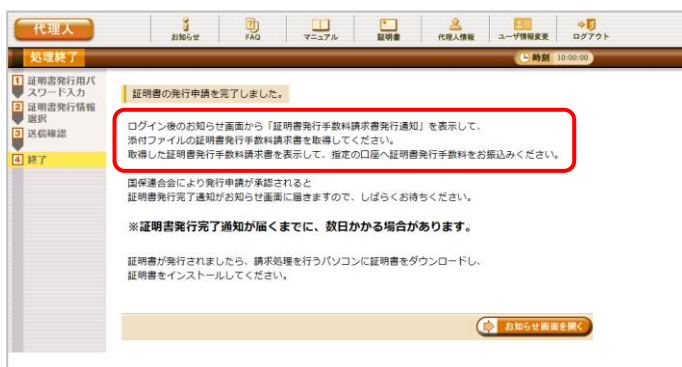 代理人
お知らせ
FAQ
マニュアル
証明書
代理人情報
ユーザ情報変更
ログアウト
処理終了
時刻 10:00:00
1 証明書発行用パ
スワード入力
2 証明書発行情報
選択
3 送信確認
4 終了
証明書の発行申請を完了しました。
ログイン後のお知らせ画面から「証明書発行手数料請求書発行通知」を表示して、
添付ファイルの証明書発行手数料請求書を取得してください。
取得した証明書発行手数料請求書を表示して、指定の口座へ証明書発行手数料をお振込みください。
国保連合会により発行申請が承認されると
証明書発行完了通知がお知らせ画面に届きますので、しばらくお待ちください。
※証明書発行完了通知が届くまでに、数日かかる場合があります。
証明書が発行されましたら、請求処理を行うパソコンに証明書をダウンロードし、
証明書をインストールしてください。
お知らせ画面を開く